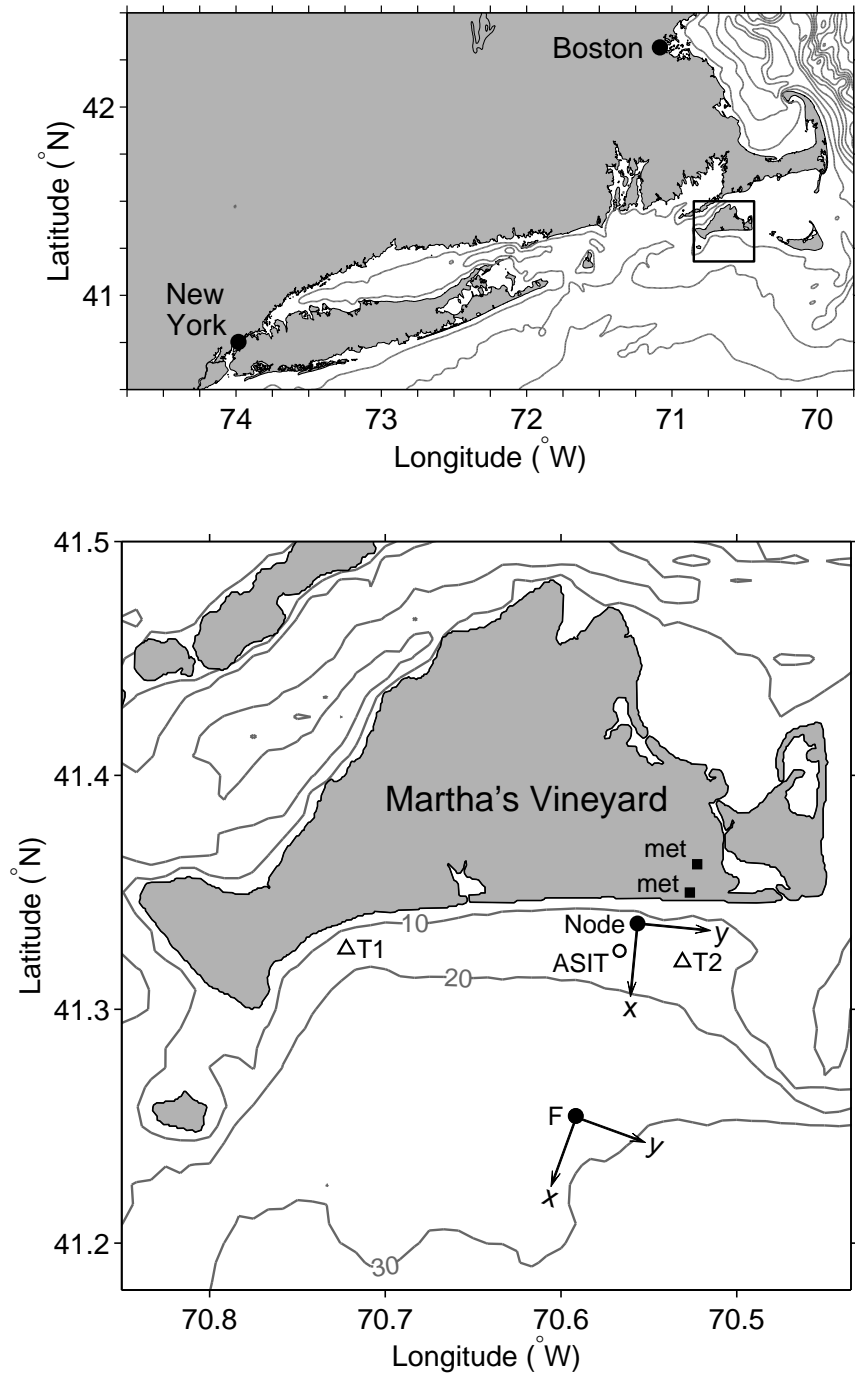 Boston
42
Latitude (°N)
41
New
York
74
73
72
71
70
Longitude (°W)
41.5
41.4
Martha's Vineyard
met
met
Latitude (°N)
10
Node
y
T1
ASIT
T2
20
x
41.3
F
y
x
41.2
30
70.8
70.7
70.6
70.5
Longitude (°W)